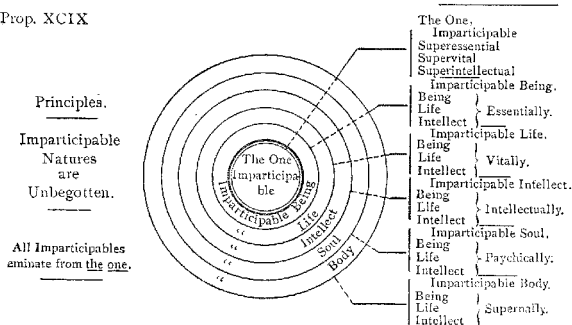 Prop. XCIX
Principles.
Imparticipable
Natures
are
Unbegotten.
All Imparticipables
eminate from the one.
The One
Imparticipa
ble
Imparticipable Being
“ Life
“ Intellect
“ Soul
“ Body
The One,
Imparticipable
Superessential
Supervital
Superintellectual
Imparticipable Being.
Being
Life } Essentially.
Intellect
Imparticipable Life.
Being
Life } Vitally.
Intellect
Imparticipable Intellect.
Being
Life } Intellectually.
Intellect
Imparticipable Soul.
Being
Life } Psychically.
Intellect
Imparticipable Body.
Being
Life } Supernally.
Intellect